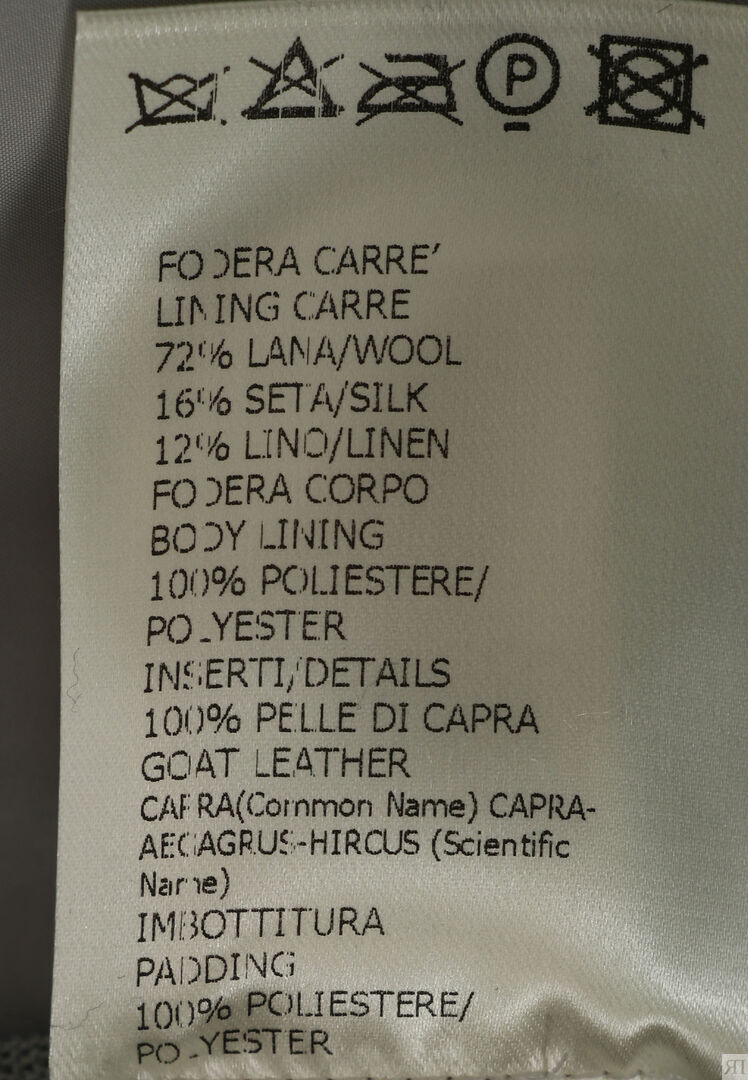 P
FODERA CARRE'
LINING CARRE
72% LANA/WOOL
16% SETA/SILK
12% LINO/LINEN
FODERA CORPO
BODY LINING
100% POLIESTERE/
POLYESTER
INSERTI/DETAILS
100% PELLE DI CAPRA
GOAT LEATHER
CAPRA(Common Name) CAPRA-
AEGAGRUS-HIRCUS (Scientific
Name)
IMBOTTITURA
PADDING
100% POLIESTERE/
POLYESTER